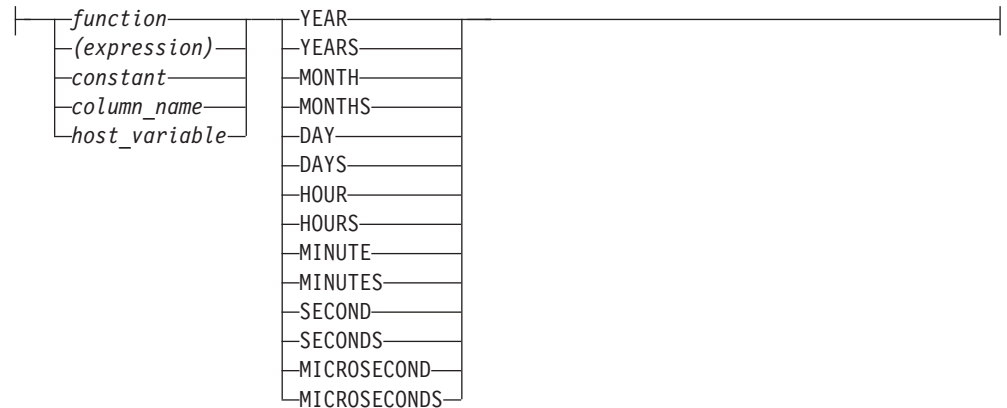 function YEAR
(expression) YEARS
constant MONTH
column_name MONTHS
host_variable DAY
DAYS
HOUR
HOURS
MINUTE
MINUTES
SECOND
SECONDS
MICROSECOND
MICROSECONDS